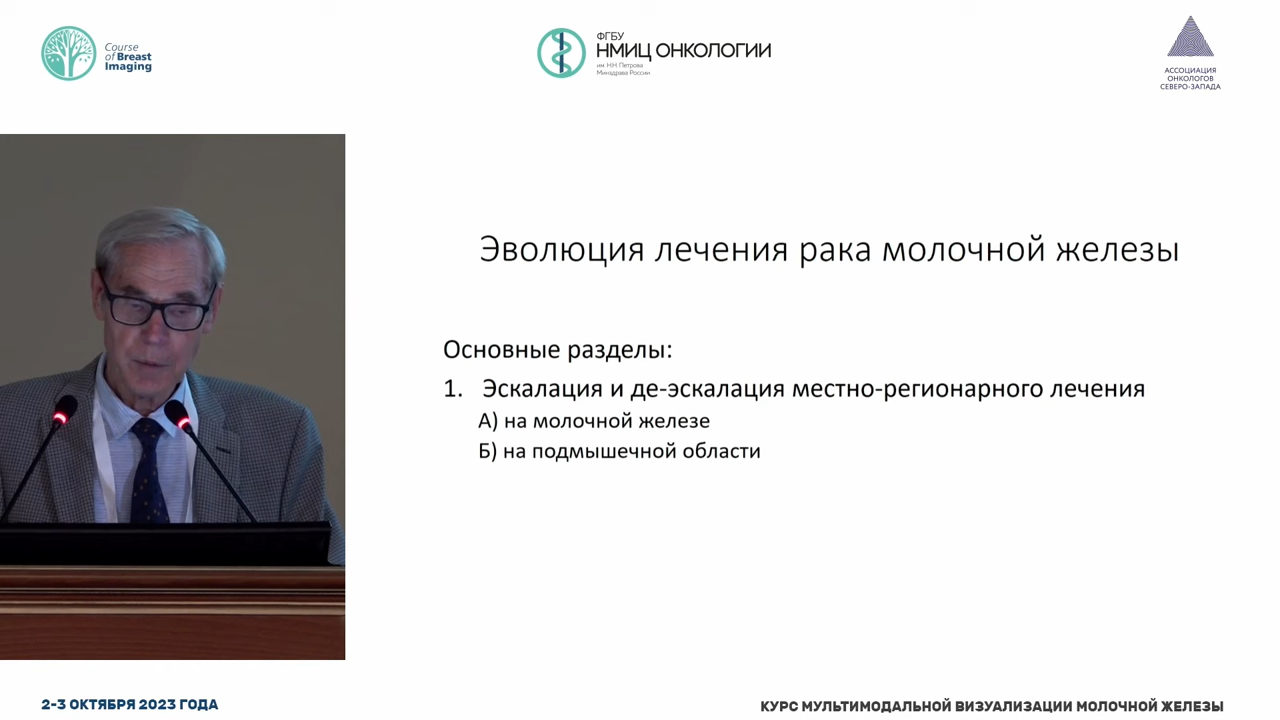 Course
of Breast
Imaging
ФГБУ
НМИЦ ОНКОЛОГИИ
им. Н.Н. Петрова
Минздрава России
АССОЦИАЦИЯ
ОНКОЛОГОВ
СЕВЕРО-ЗАПАДА
Эволюция лечения рака молочной железы
Основные разделы:
1. Эскалация и де-эскалация местно-регионарного лечения
А) на молочной железе
Б) на подмышечной области
2-3 ОКТЯБРЯ 2023 ГОДА
КУРС МУЛЬТИМОДАЛЬНОЙ ВИЗУАЛИЗАЦИИ МОЛОЧНОЙ ЖЕЛЕЗЫ